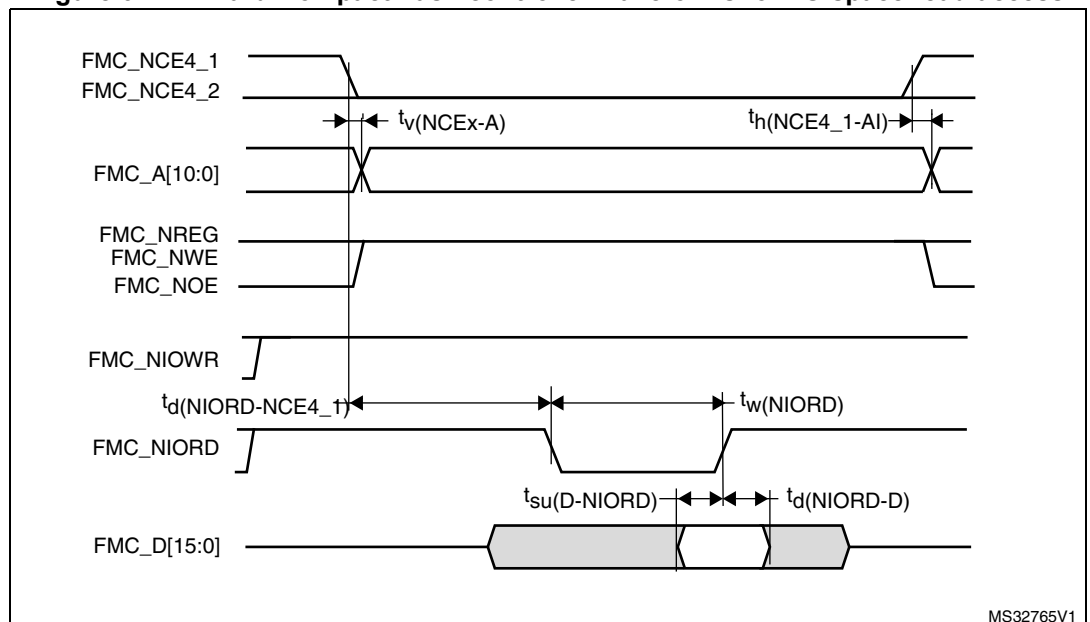 FMC_NCE4_1
FMC_NCE4_2
tv(NCEx-A)
th(NCE4_1-AI)
FMC_A[10:0]
FMC_NREG
FMC_NWE
FMC_NOE
FMC_NIOWR
td(NIORD-NCE4_1)
tw(NIORD)
FMC_NIORD
tsu(D-NIORD)
td(NIORD-D)
FMC_D[15:0]
MS32765V1